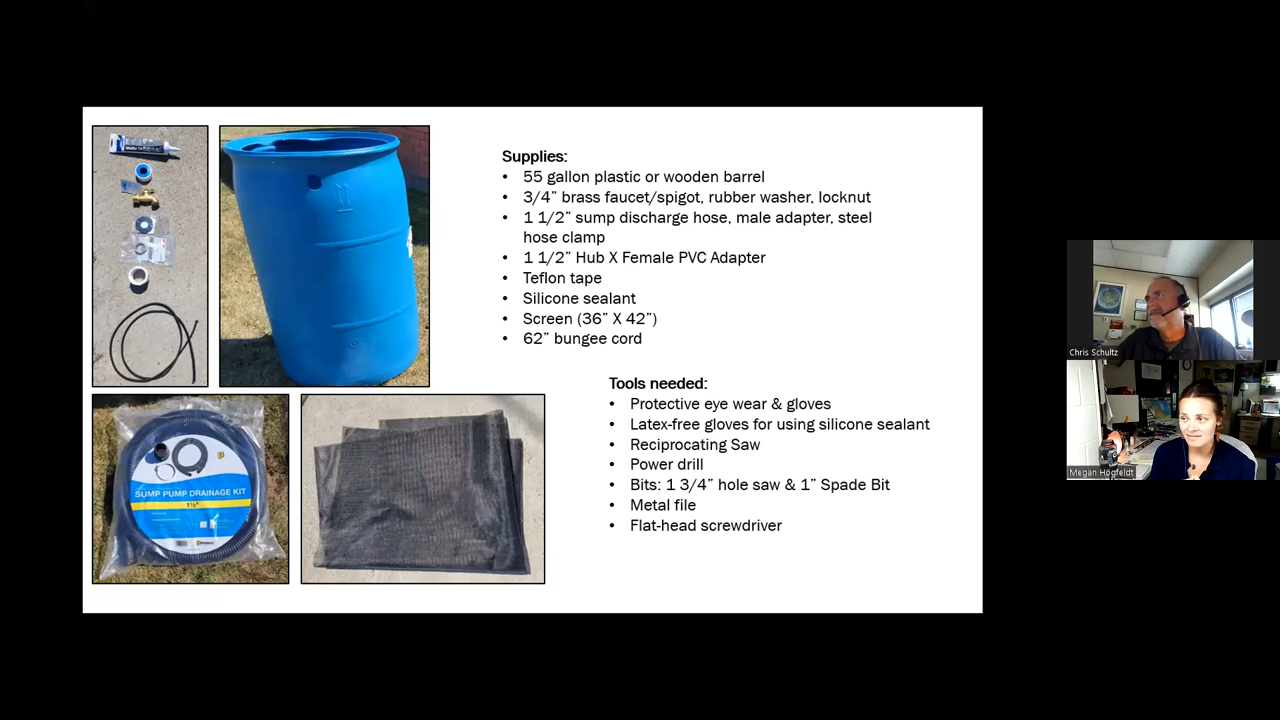 Supplies:
• 55 gallon plastic or wooden barrel
• 3/4” brass faucet/spigot, rubber washer, locknut
• 1 1/2” sump discharge hose, male adapter, steel
hose clamp
• 1 1/2” Hub X Female PVC Adapter
• Teflon tape
• Silicone sealant
• Screen (36” X 42”)
• 62” bungee cord
Tools needed:
• Protective eye wear & gloves
• Latex-free gloves for using silicone sealant
• Reciprocating Saw
• Power drill
• Bits: 1 3/4” hole saw & 1” Spade Bit
• Metal file
• Flat-head screwdriver
SUMP PUMP DRAINAGE KIT
1½"
Chris Schultz
Megan Högfeldt